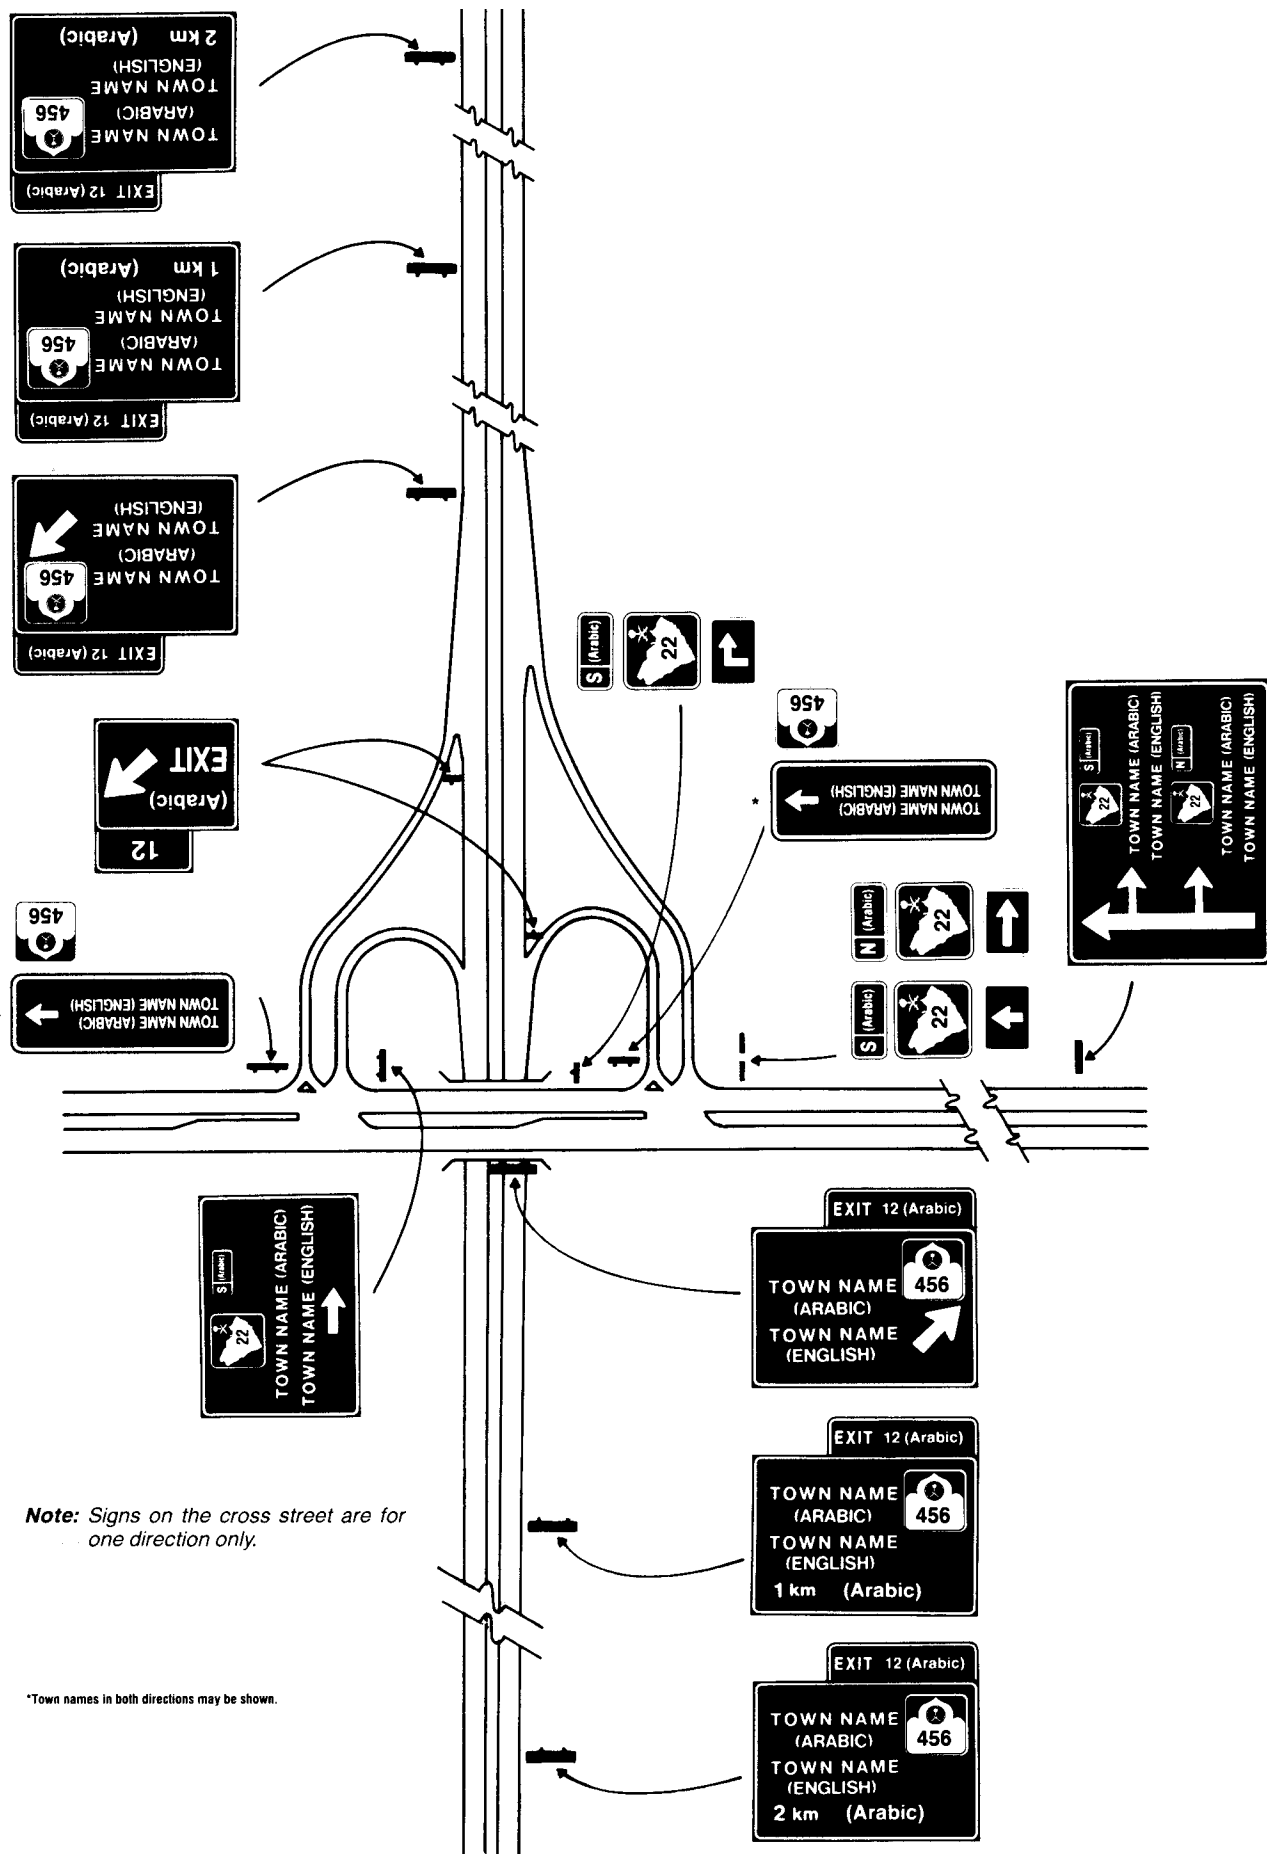 2 km (Arabic)
(ENGLISH)
TOWN NAME
(ARABIC)
TOWN NAME
456
EXIT 12 (Arabic)
1 km (Arabic)
(ENGLISH)
TOWN NAME
(ARABIC)
TOWN NAME
456
EXIT 12 (Arabic)
(ENGLISH)
TOWN NAME
(ARABIC)
TOWN NAME
456
EXIT 12 (Arabic)
EXIT
(Arabic)
12
456
TOWN NAME (ARABIC)
TOWN NAME (ENGLISH)
S (Arabic)
22
456
*
TOWN NAME (ARABIC)
TOWN NAME (ENGLISH)
N (Arabic)
22
S (Arabic)
22
S (Arabic)
22
TOWN NAME (ARABIC)
TOWN NAME (ENGLISH)
N (Arabic)
22
TOWN NAME (ARABIC)
TOWN NAME (ENGLISH)
S (Arabic)
22
TOWN NAME (ARABIC)
TOWN NAME (ENGLISH)
EXIT 12 (Arabic)
456
TOWN NAME
(ARABIC)
TOWN NAME
(ENGLISH)
EXIT 12 (Arabic)
TOWN NAME
(ARABIC)
456
TOWN NAME
(ENGLISH)
1 km (Arabic)
EXIT 12 (Arabic)
TOWN NAME
(ARABIC)
456
TOWN NAME
(ENGLISH)
2 km (Arabic)
Note: Signs on the cross street are for
one direction only.
*Town names in both directions may be shown.